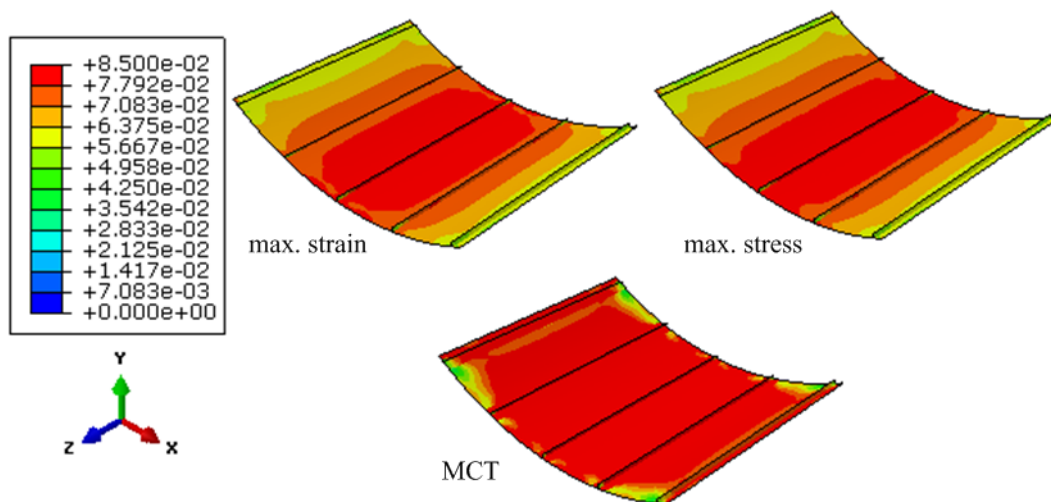 +8.500e-02
+7.792e-02
+7.083e-02
+6.375e-02
+5.667e-02
+4.958e-02
+4.250e-02
+3.542e-02
+2.833e-02
+2.125e-02
+1.417e-02
+7.083e-03
+0.000e+00
max. strain
max. stress
Y
Z
X
MCT